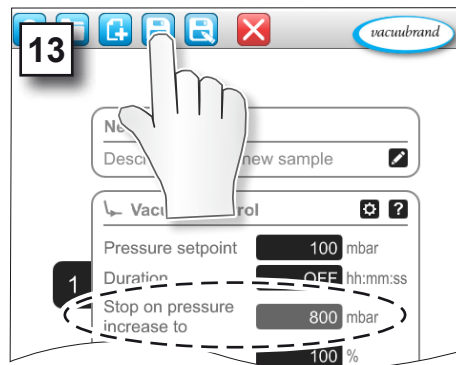 13
vacuubrand
Ne
Desc new sample
Vacu rol
Pressure setpoint 100 mbar
1
Duration OFF hh:mm:ss
Stop on pressure
increase to
800 mbar
100 %